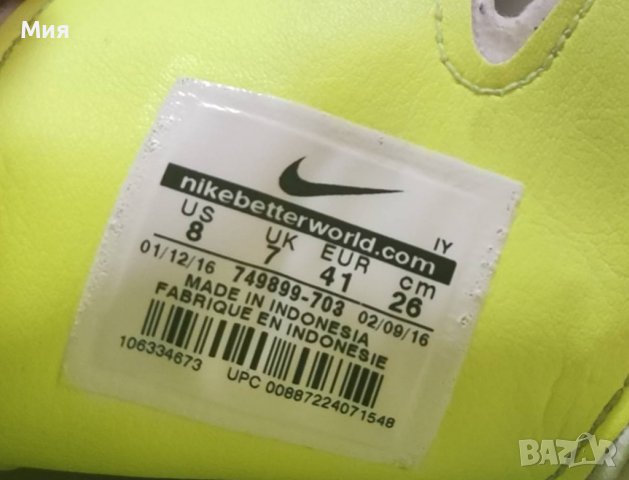 Мия
nikebetterworld.com
IY
US UK EUR cm
8 7 41 26
01/12/16 749899-703 02/09/16
MADE IN INDONESIA
FABRIQUE EN INDONESIE
106334673 UPC 00887224071548
BAZAR